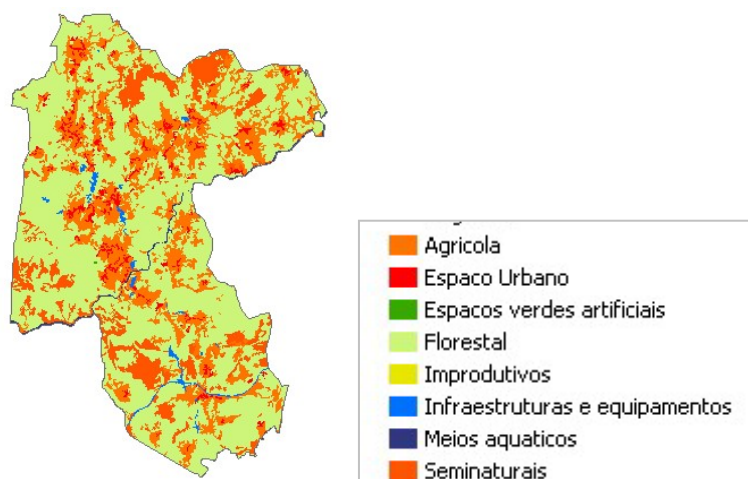 Agricola
Espaco Urbano
Espacos verdes artificiais
Florestal
Improdutivos
Infraestruturas e equipamentos
Meios aquaticos
Seminaturais